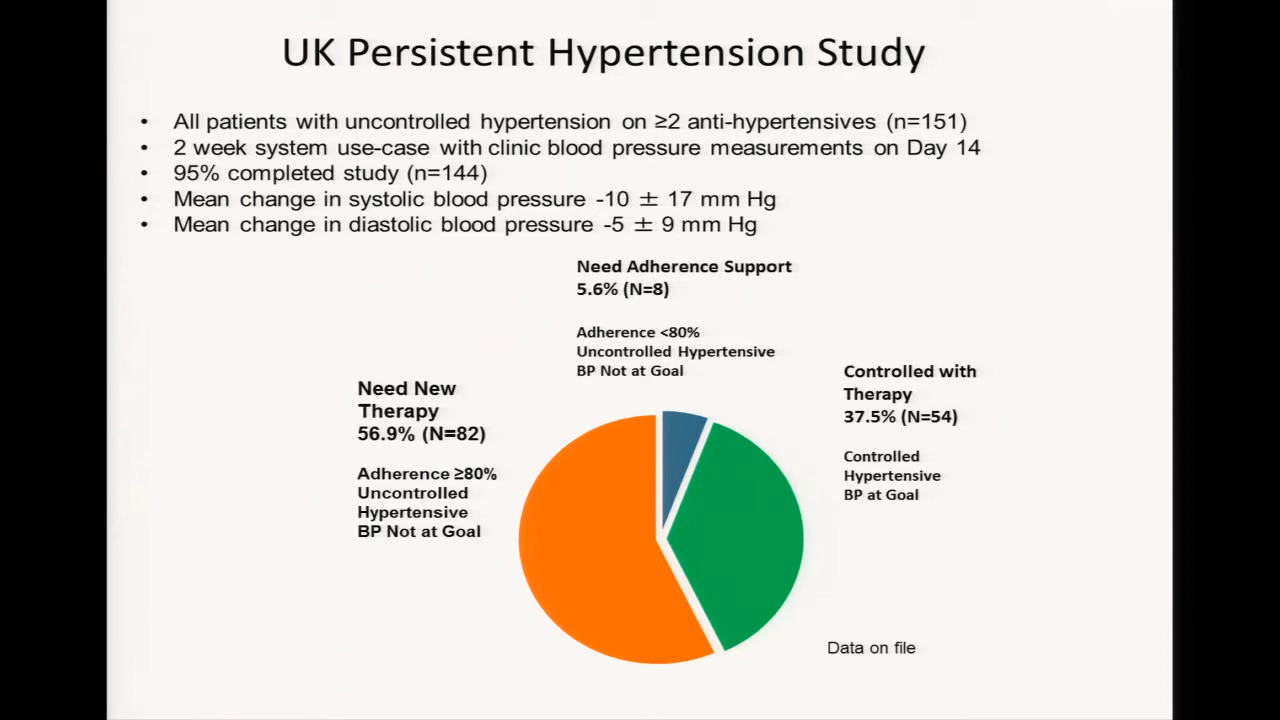 UK Persistent Hypertension Study
• All patients with uncontrolled hypertension on ≥2 anti-hypertensives (n=151)
• 2 week system use-case with clinic blood pressure measurements on Day 14
• 95% completed study (n=144)
• Mean change in systolic blood pressure -10 ± 17 mm Hg
• Mean change in diastolic blood pressure -5 ± 9 mm Hg
Need Adherence Support
5.6% (N=8)
Adherence <80%
Uncontrolled Hypertensive
BP Not at Goal
Need New
Therapy
56.9% (N=82)
Adherence ≥80%
Uncontrolled
Hypertensive
BP Not at Goal
Controlled with
Therapy
37.5% (N=54)
Controlled
Hypertensive
BP at Goal
Data on file